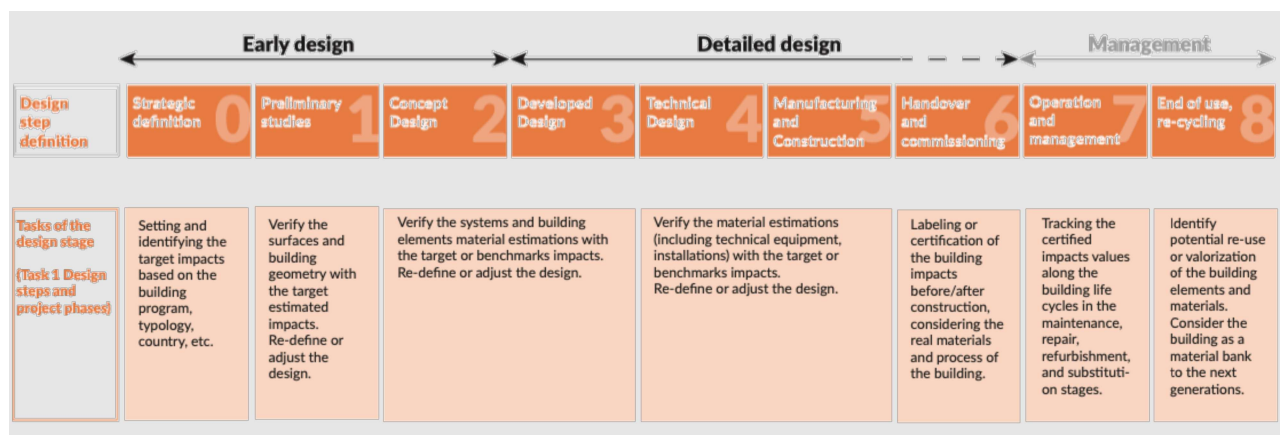 Early design
Detailed design
Management
Design
step
definition
Strategic
definition
0
Preliminary
studies
1
Concept
Design
2
Developed
Design
3
Technical
Design
4
Manufacturing
and
Construction
5
Handover
and
commissioning
6
Operation
and
management
7
End of use,
re-cycling
8
Tasks of the
design stage
(Task 1 Design
steps and
project phases)
Setting and
identifying the
target impacts
based on the
building
program,
typology,
country, etc.
Verify the
surfaces and
building
geometry with
the target
estimated
impacts.
Re-define or
adjust the
design.
Verify the systems and building
elements material estimations with
the target or benchmarks impacts.
Re-define or adjust the design.
Verify the material estimations
(including technical equipment,
installations) with the target or
benchmarks impacts.
Re-define or adjust the design.
Labeling or
certification of
the building
impacts
before/after
construction,
considering the
real materials
and process of
the building.
Tracking the
certified
impacts values
along the
building life
cycles in the
maintenance,
repair,
refurbishment,
and substituti-
on stages.
Identify
potential re-use
or valorization
of the building
elements and
materials.
Consider the
building as a
material bank
to the next
generations.